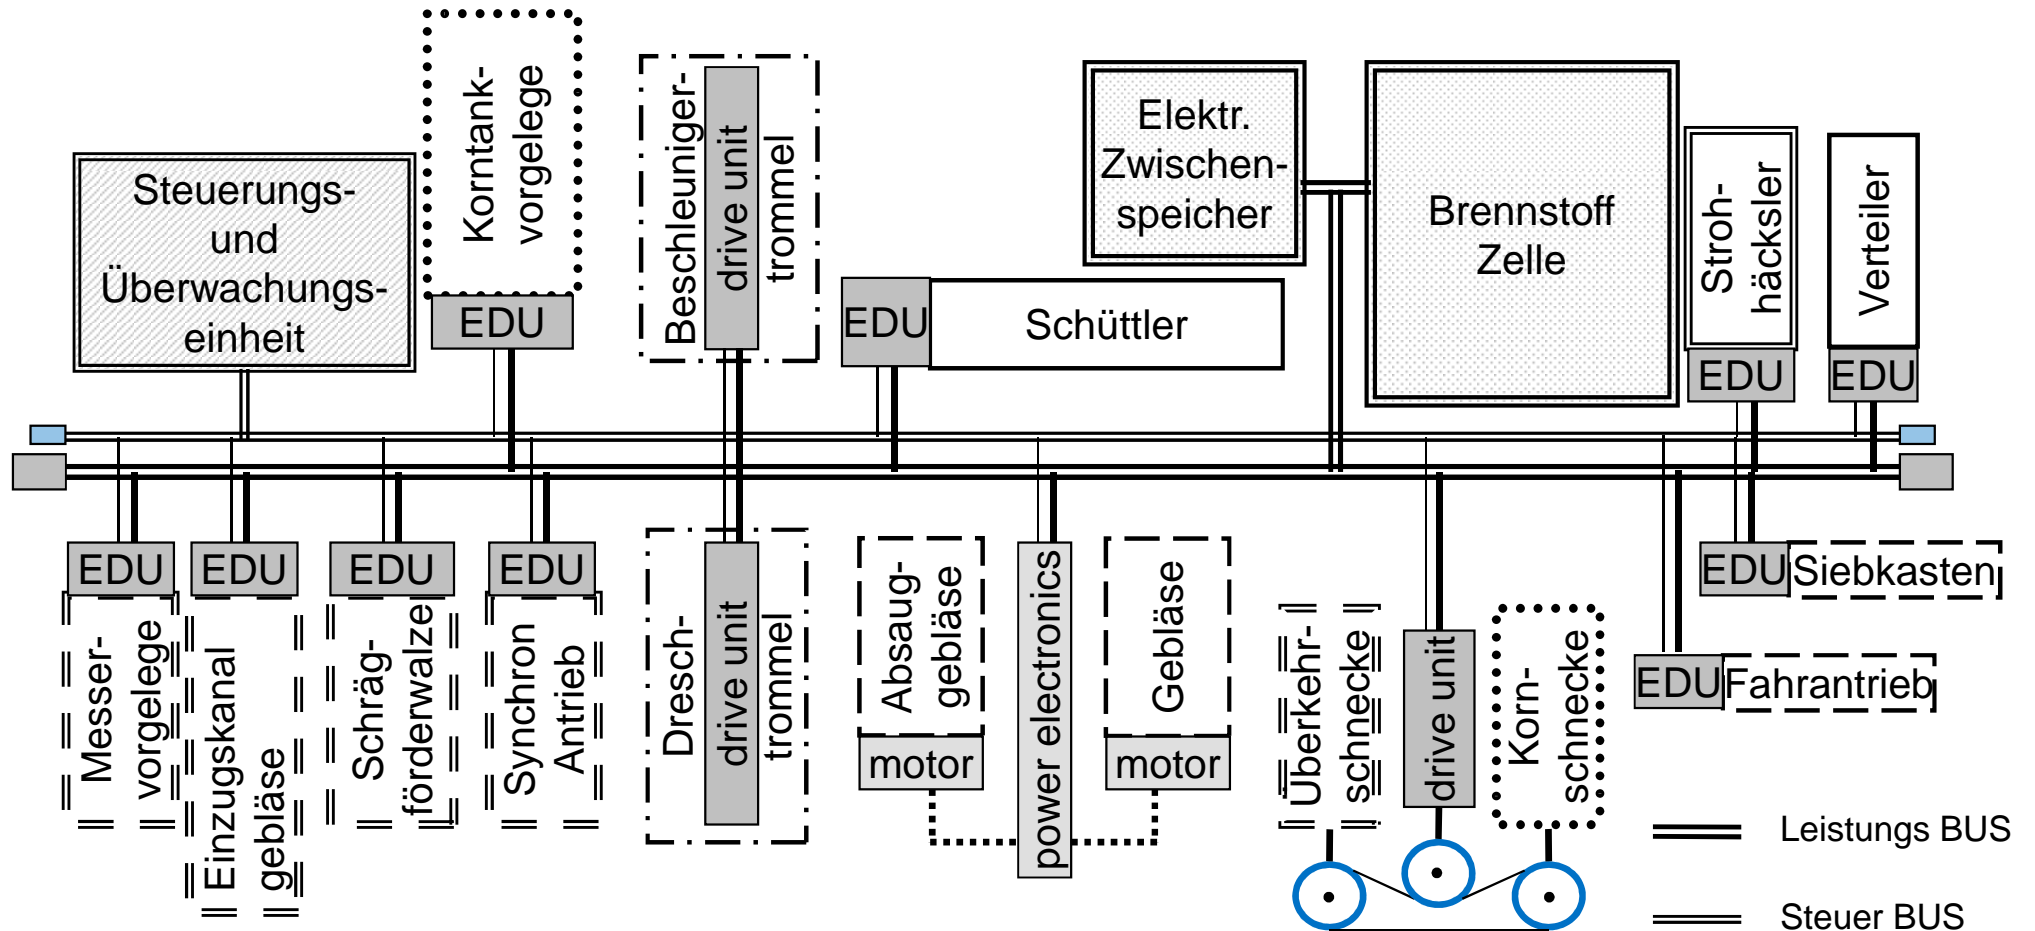 Steuerungs-
und
Überwachungs-
einheit
Korntank-
vorgelege
EDU
Beschleuniger-
drive unit
trommel
EDU
Schüttler
Elektr.
Zwischen-
speicher
Brennstoff
Zelle
Stroh-
häcksler
EDU
Verteiler
EDU
EDU
Messer-
vorgelege
EDU
Einzugskanal
gebläse
EDU
Schräg-
förderwalze
EDU
Synchron
Antrieb
Dresch-
drive unit
trommel
Absaug-
gebläse
motor
power electronics
Gebläse
motor
Überkehr-
schnecke
drive unit
Korn-
schnecke
EDU
Siebkasten
EDU
Fahrantrieb
Leistungs BUS
Steuer BUS